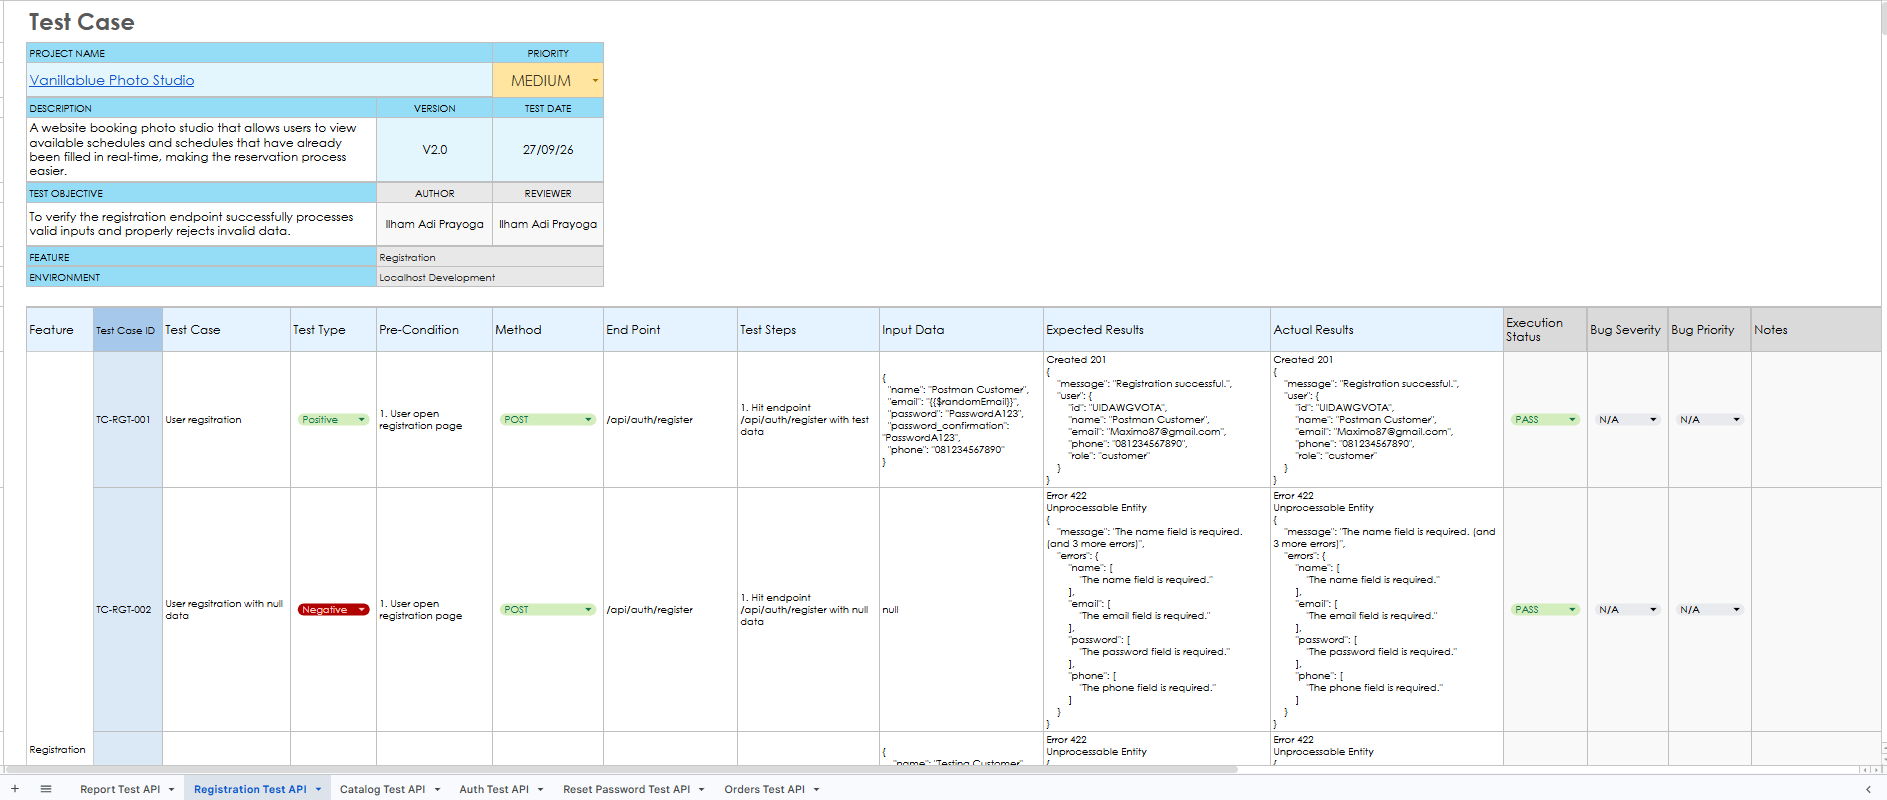 Test Case
PROJECT NAME
PRIORITY
Vanillablue Photo Studio
MEDIUM
DESCRIPTION
VERSION
TEST DATE
A website booking photo studio that allows users to view
available schedules and schedules that have already
been filled in real-time, making the reservation process
easier.
V2.0
27/09/26
TEST OBJECTIVE
AUTHOR
REVIEWER
To verify the registration endpoint successfully processes
valid inputs and properly rejects invalid data.
Ilham Adi Prayoga
Ilham Adi Prayoga
FEATURE
Registration
ENVIRONMENT
Localhost Development
Feature
Test Case ID
Test Case
Test Type
Pre-Condition
Method
End Point
Test Steps
Input Data
Expected Results
Actual Results
Execution
Status
Bug Severity
Bug Priority
Notes
Registration
TC-RGT-001
User regsitration
Positive
1. User open
registration page
POST
/api/auth/register
1. Hit endpoint
/api/auth/register with test
data
{
"name": "Postman Customer",
"email": "{{$randomEmail}}",
"password": "PasswordA123",
"password_confirmation":
"PasswordA123",
"phone": "081234567890"
}
Created 201
{
"message": "Registration successful.",
"user": {
"id": "UIDAWGVOTA",
"name": "Postman Customer",
"email": "Maximo87@gmail.com",
"phone": "081234567890",
"role": "customer"
}
}
Created 201
{
"message": "Registration successful.",
"user": {
"id": "UIDAWGVOTA",
"name": "Postman Customer",
"email": "Maximo87@gmail.com",
"phone": "081234567890",
"role": "customer"
}
}
PASS
N/A
N/A
TC-RGT-002
User regsitration with null
data
Negative
1. User open
registration page
POST
/api/auth/register
1. Hit endpoint
/api/auth/register with null
data
null
Error 422
Unprocessable Entity
{
"message": "The name field is required.
(and 3 more errors)",
"errors": {
"name": [
"The name field is required."
],
"email": [
"The email field is required."
],
"password": [
"The password field is required."
],
"phone": [
"The phone field is required."
]
}
}
Error 422
Unprocessable Entity
{
"message": "The name field is required. (and
3 more errors)",
"errors": {
"name": [
"The name field is required."
],
"email": [
"The email field is required."
],
"password": [
"The password field is required."
],
"phone": [
"The phone field is required."
]
}
}
PASS
N/A
N/A
{
"name": "Testing Customer"
Error 422
Unprocessable Entity
{
Error 422
Unprocessable Entity
{
Report Test API
Registration Test API
Catalog Test API
Auth Test API
Reset Password Test API
Orders Test API